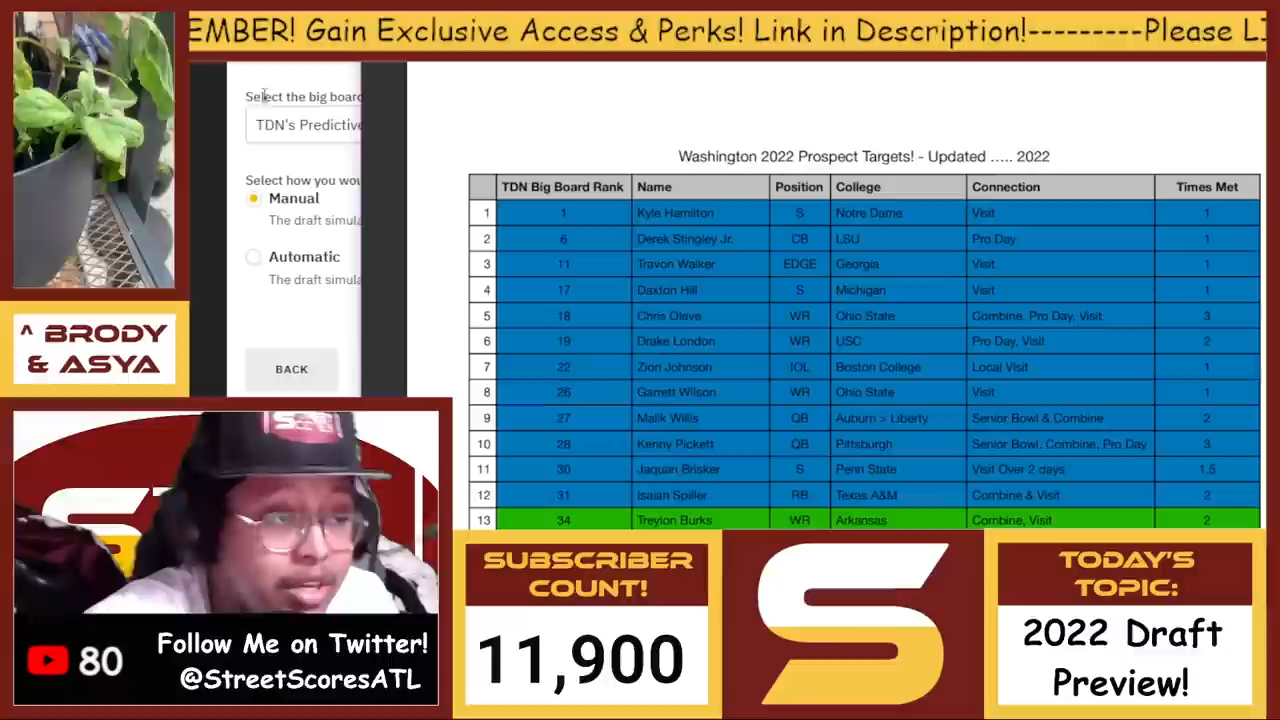 EMBER! Gain Exclusive Access & Perks! Link in Description!---------Please LI
Select the big board
TDN's Predictive
Select how you wou
Manual
The draft simula
Automatic
The draft simula
BACK
Washington 2022 Prospect Targets! - Updated ..... 2022
TDN Big Board Rank Name Position College Connection Times Met
1 1 Kyle Hamilton S Notre Dame Visit 1
2 6 Derek Stingley Jr. CB LSU Pro Day 1
3 11 Travon Walker EDGE Georgia Visit 1
4 17 Daxton Hill S Michigan Visit 1
5 18 Chris Olave WR Ohio State Combine, Pro Day, Visit 3
6 19 Drake London WR USC Pro Day, Visit 2
7 22 Zion Johnson IOL Boston College Local Visit 1
8 26 Garrett Wilson WR Ohio State Visit 1
9 27 Malik Willis QB Auburn > Liberty Senior Bowl & Combine 2
10 28 Kenny Pickett QB Pittsburgh Senior Bowl, Combine, Pro Day 3
11 30 Jaquan Brisker S Penn State Visit Over 2 days 1.5
12 31 Isaiah Spiller RB Texas A&M Combine & Visit 2
13 34 Treylon Burks WR Arkansas Combine, Visit 2
^ BRODY
& ASYA
80
Follow Me on Twitter!
@StreetScoresATL
SUBSCRIBER
COUNT!
11,900
S
TODAY'S
TOPIC:
2022 Draft
Preview!